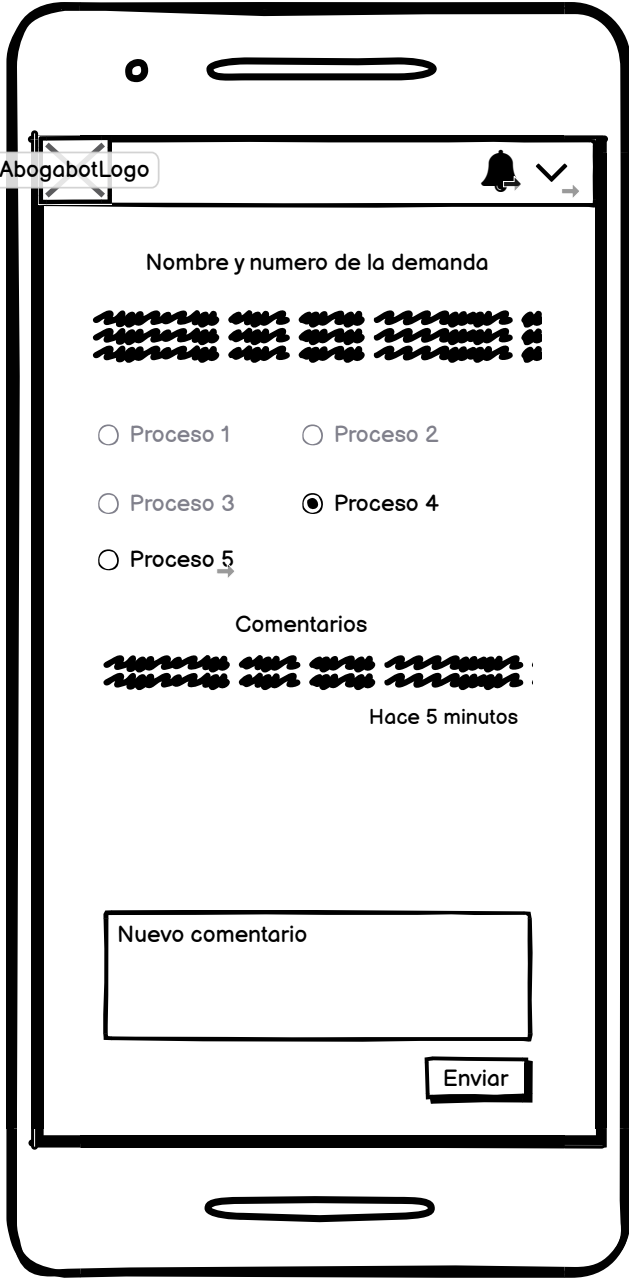 AbogabotLogo
Nombre y numero de la demanda
Proceso 1 Proceso 2
Proceso 3 Proceso 4
Proceso 5
Comentarios
Hace 5 minutos
Nuevo comentario
Enviar